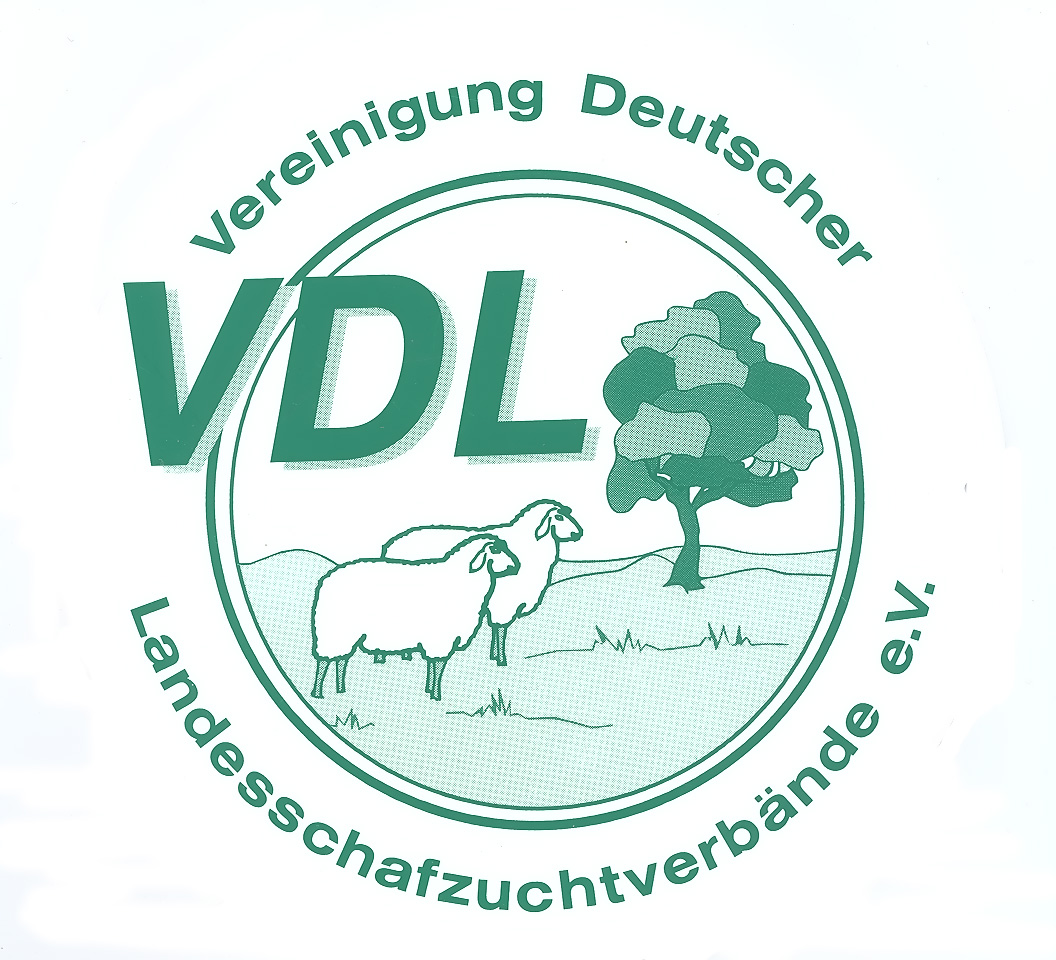 Vereinigung Deutscher
VDL
Landesschafzuchtverbände e.V.